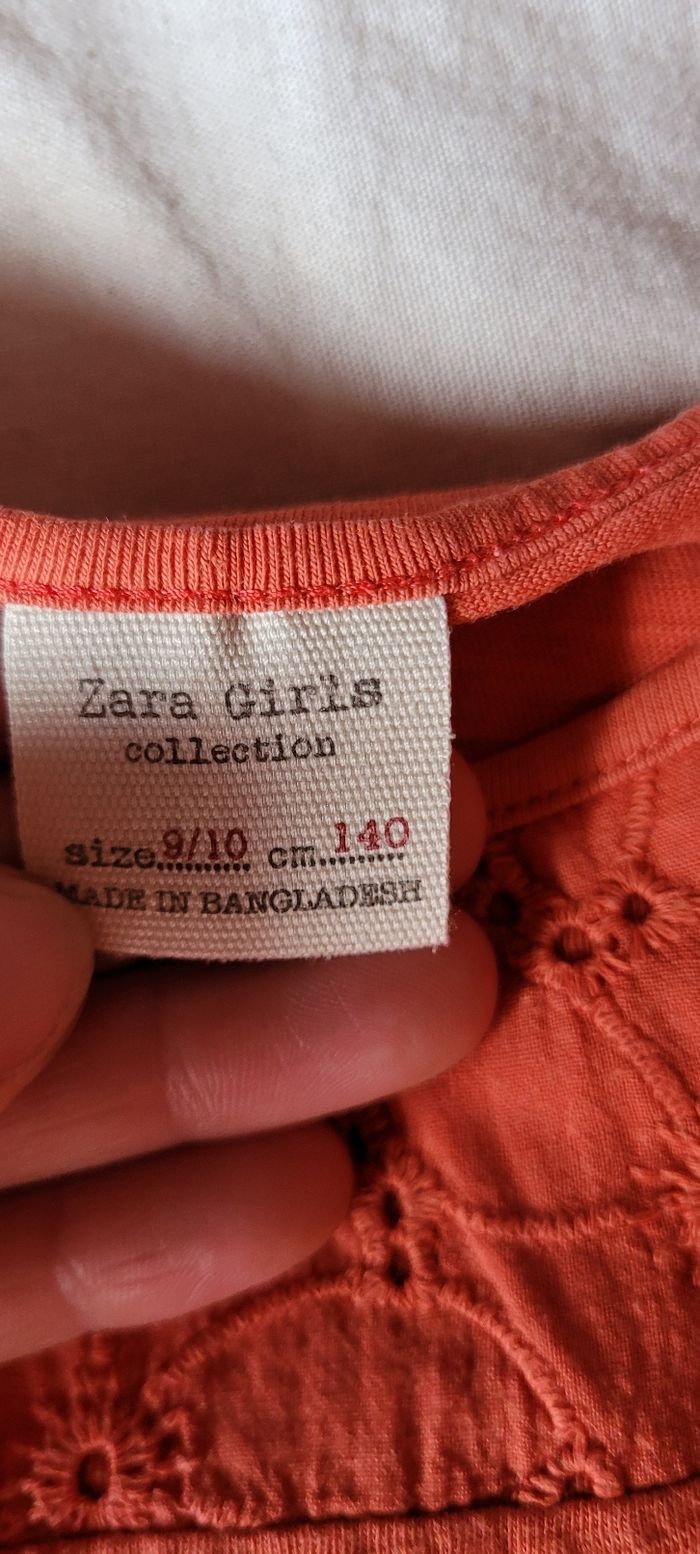 Zara Girls
collection
size 9/10 cm 140
MADE IN BANGLADESH